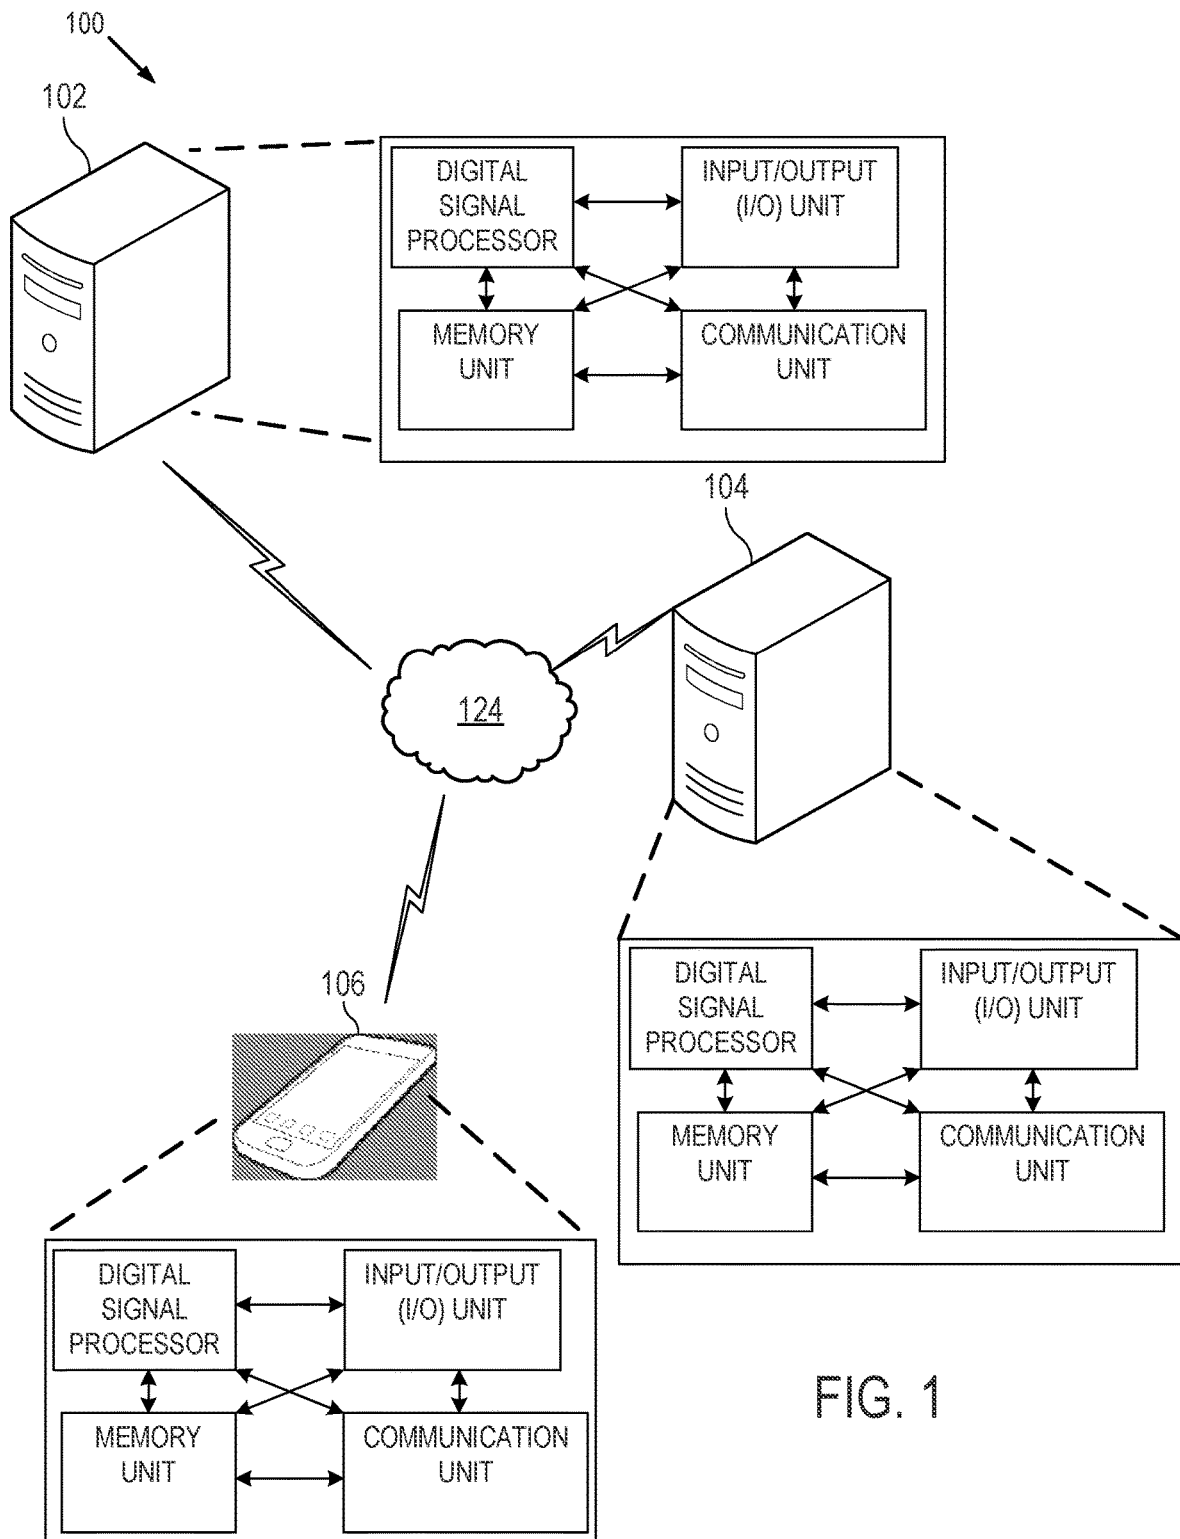 100
102
DIGITAL
SIGNAL
PROCESSOR
INPUT/OUTPUT
(I/O) UNIT
MEMORY
UNIT
COMMUNICATION
UNIT
104
124
DIGITAL
SIGNAL
PROCESSOR
INPUT/OUTPUT
(I/O) UNIT
MEMORY
UNIT
COMMUNICATION
UNIT
106
DIGITAL
SIGNAL
PROCESSOR
INPUT/OUTPUT
(I/O) UNIT
MEMORY
UNIT
COMMUNICATION
UNIT
FIG. 1